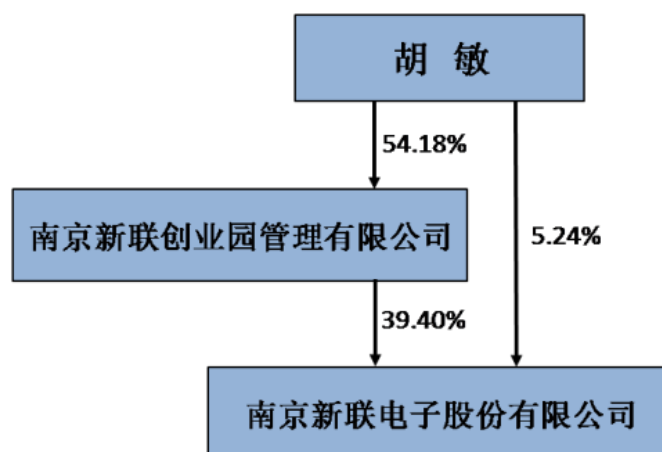 胡 敏
54.18%
南京新联创业园管理有限公司
5.24%
39.40%
南京新联电子股份有限公司